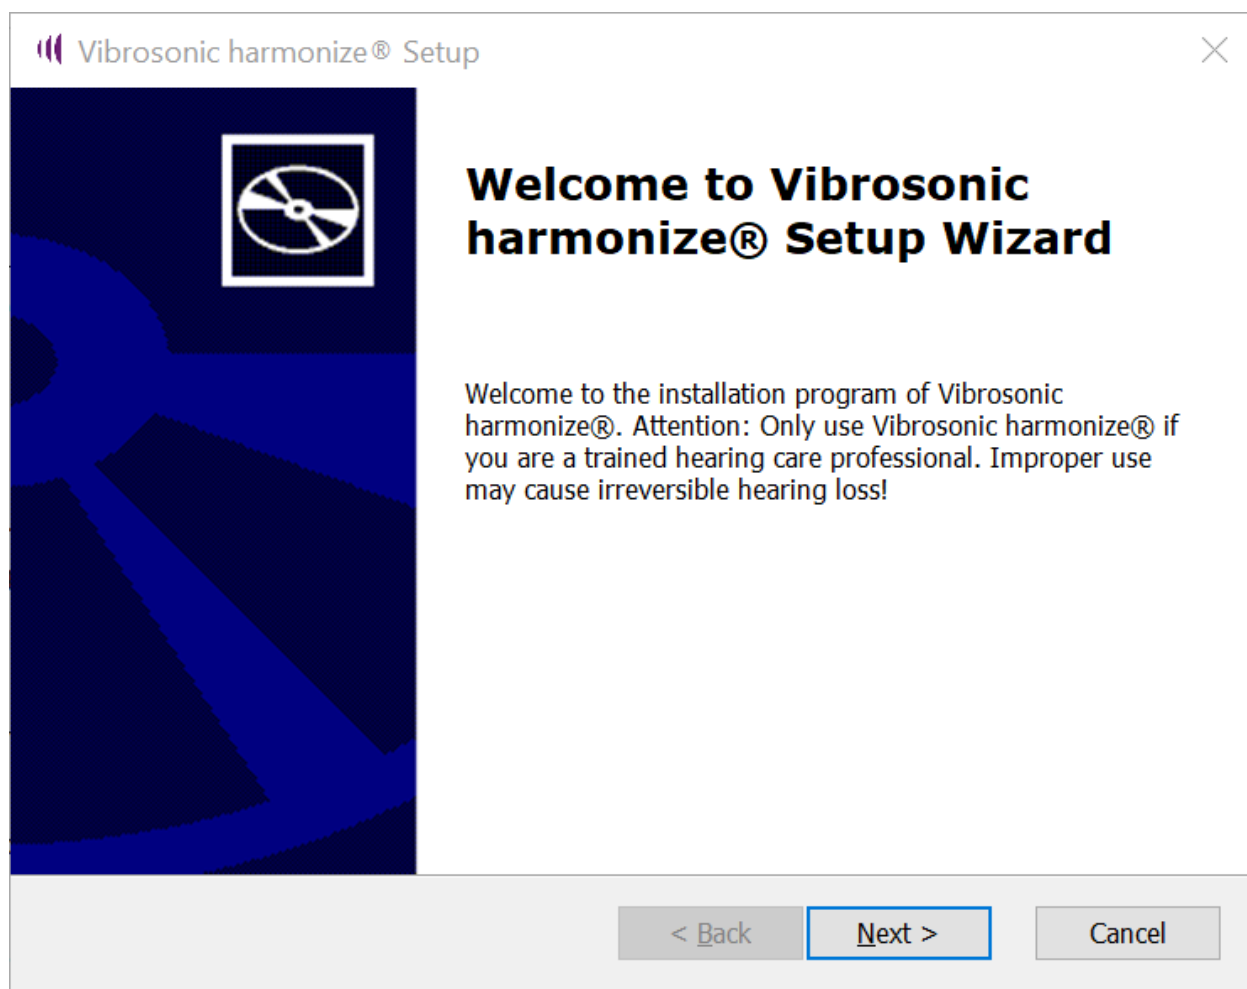 Vibrosonic harmonize® Setup
Welcome to Vibrosonic
harmonize® Setup Wizard
Welcome to the installation program of Vibrosonic
harmonize®. Attention: Only use Vibrosonic harmonize® if
you are a trained hearing care professional. Improper use
may cause irreversible hearing loss!
< Back
Next >
Cancel